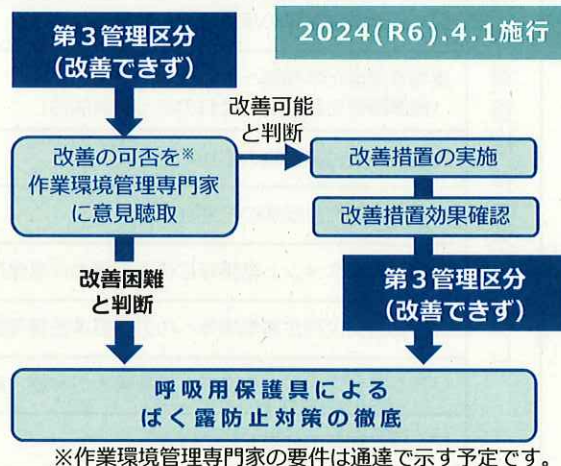 2024(R6).4.1施行
第3管理区分
(改善できず)
改善の可否を※
作業環境管理専門家
に意見聴取
改善可能
と判断
改善措置の実施
改善措置効果確認
改善困難
と判断
第3管理区分
(改善できず)
呼吸用保護具による
ばく露防止対策の徹底
※作業環境管理専門家の要件は通達で示す予定です。